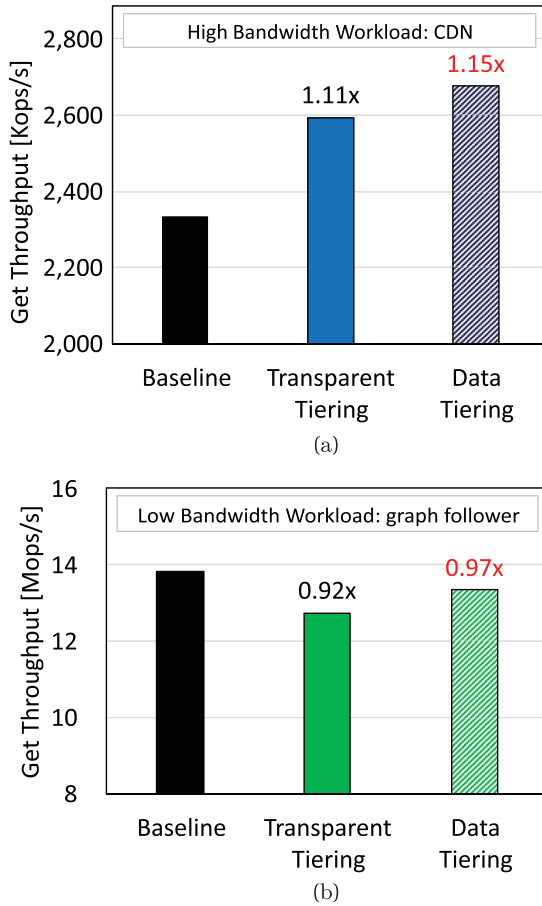 High Bandwidth Workload: CDN
Get Throughput [Kops/s]
2,800
2,600
2,400
2,200
2,000
1.11x
1.15x
Baseline
Transparent
Tiering
Data
Tiering
(a)
Low Bandwidth Workload: graph follower
Get Throughput [Mops/s]
16
14
12
10
8
0.92x
0.97x
Baseline
Transparent
Tiering
Data
Tiering
(b)